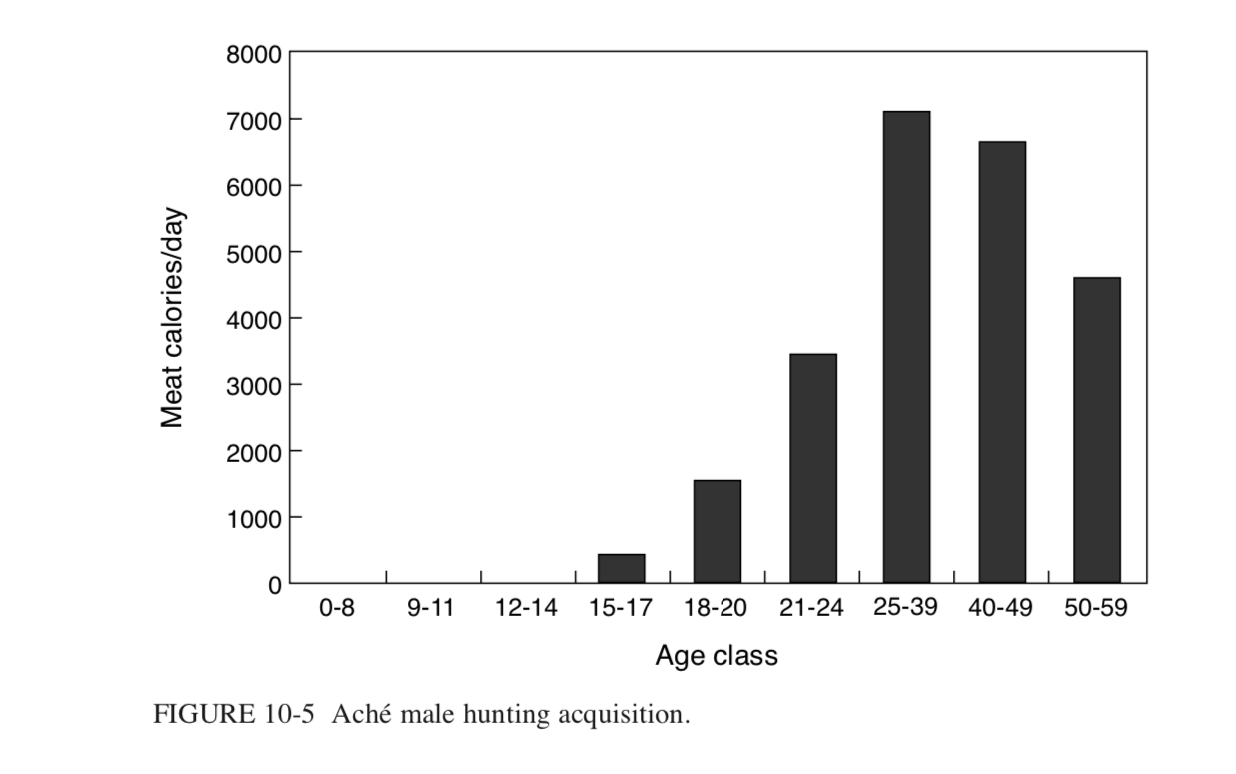 8000
7000
6000
5000
4000
3000
2000
1000
0
Meat calories/day
0-8 9-11 12-14 15-17 18-20 21-24 25-39 40-49 50-59
Age class
FIGURE 10-5 Aché male hunting acquisition.